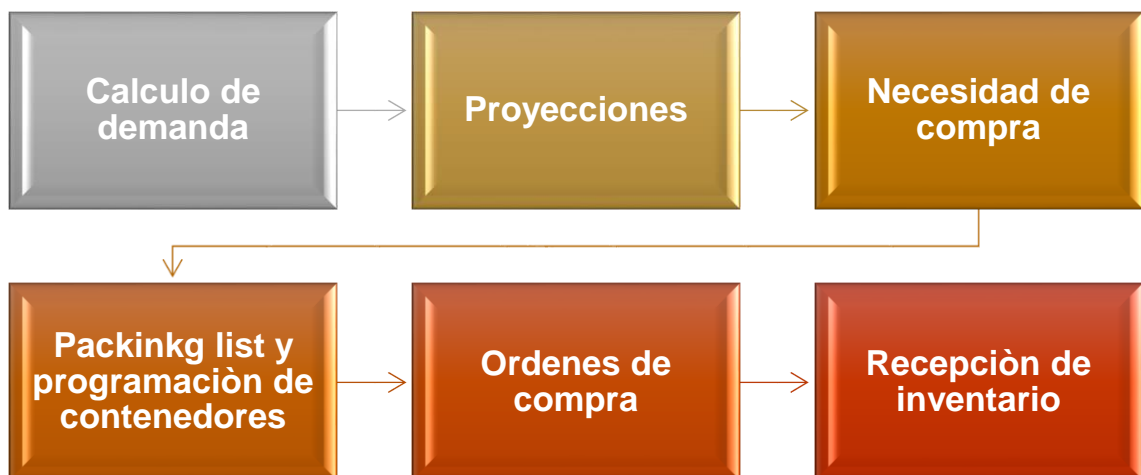 Calculo de
demanda
Proyecciones
Necesidad de
compra
Packinkg list y
programaciòn de
contenedores
Ordenes de
compra
Recepciòn de
inventario